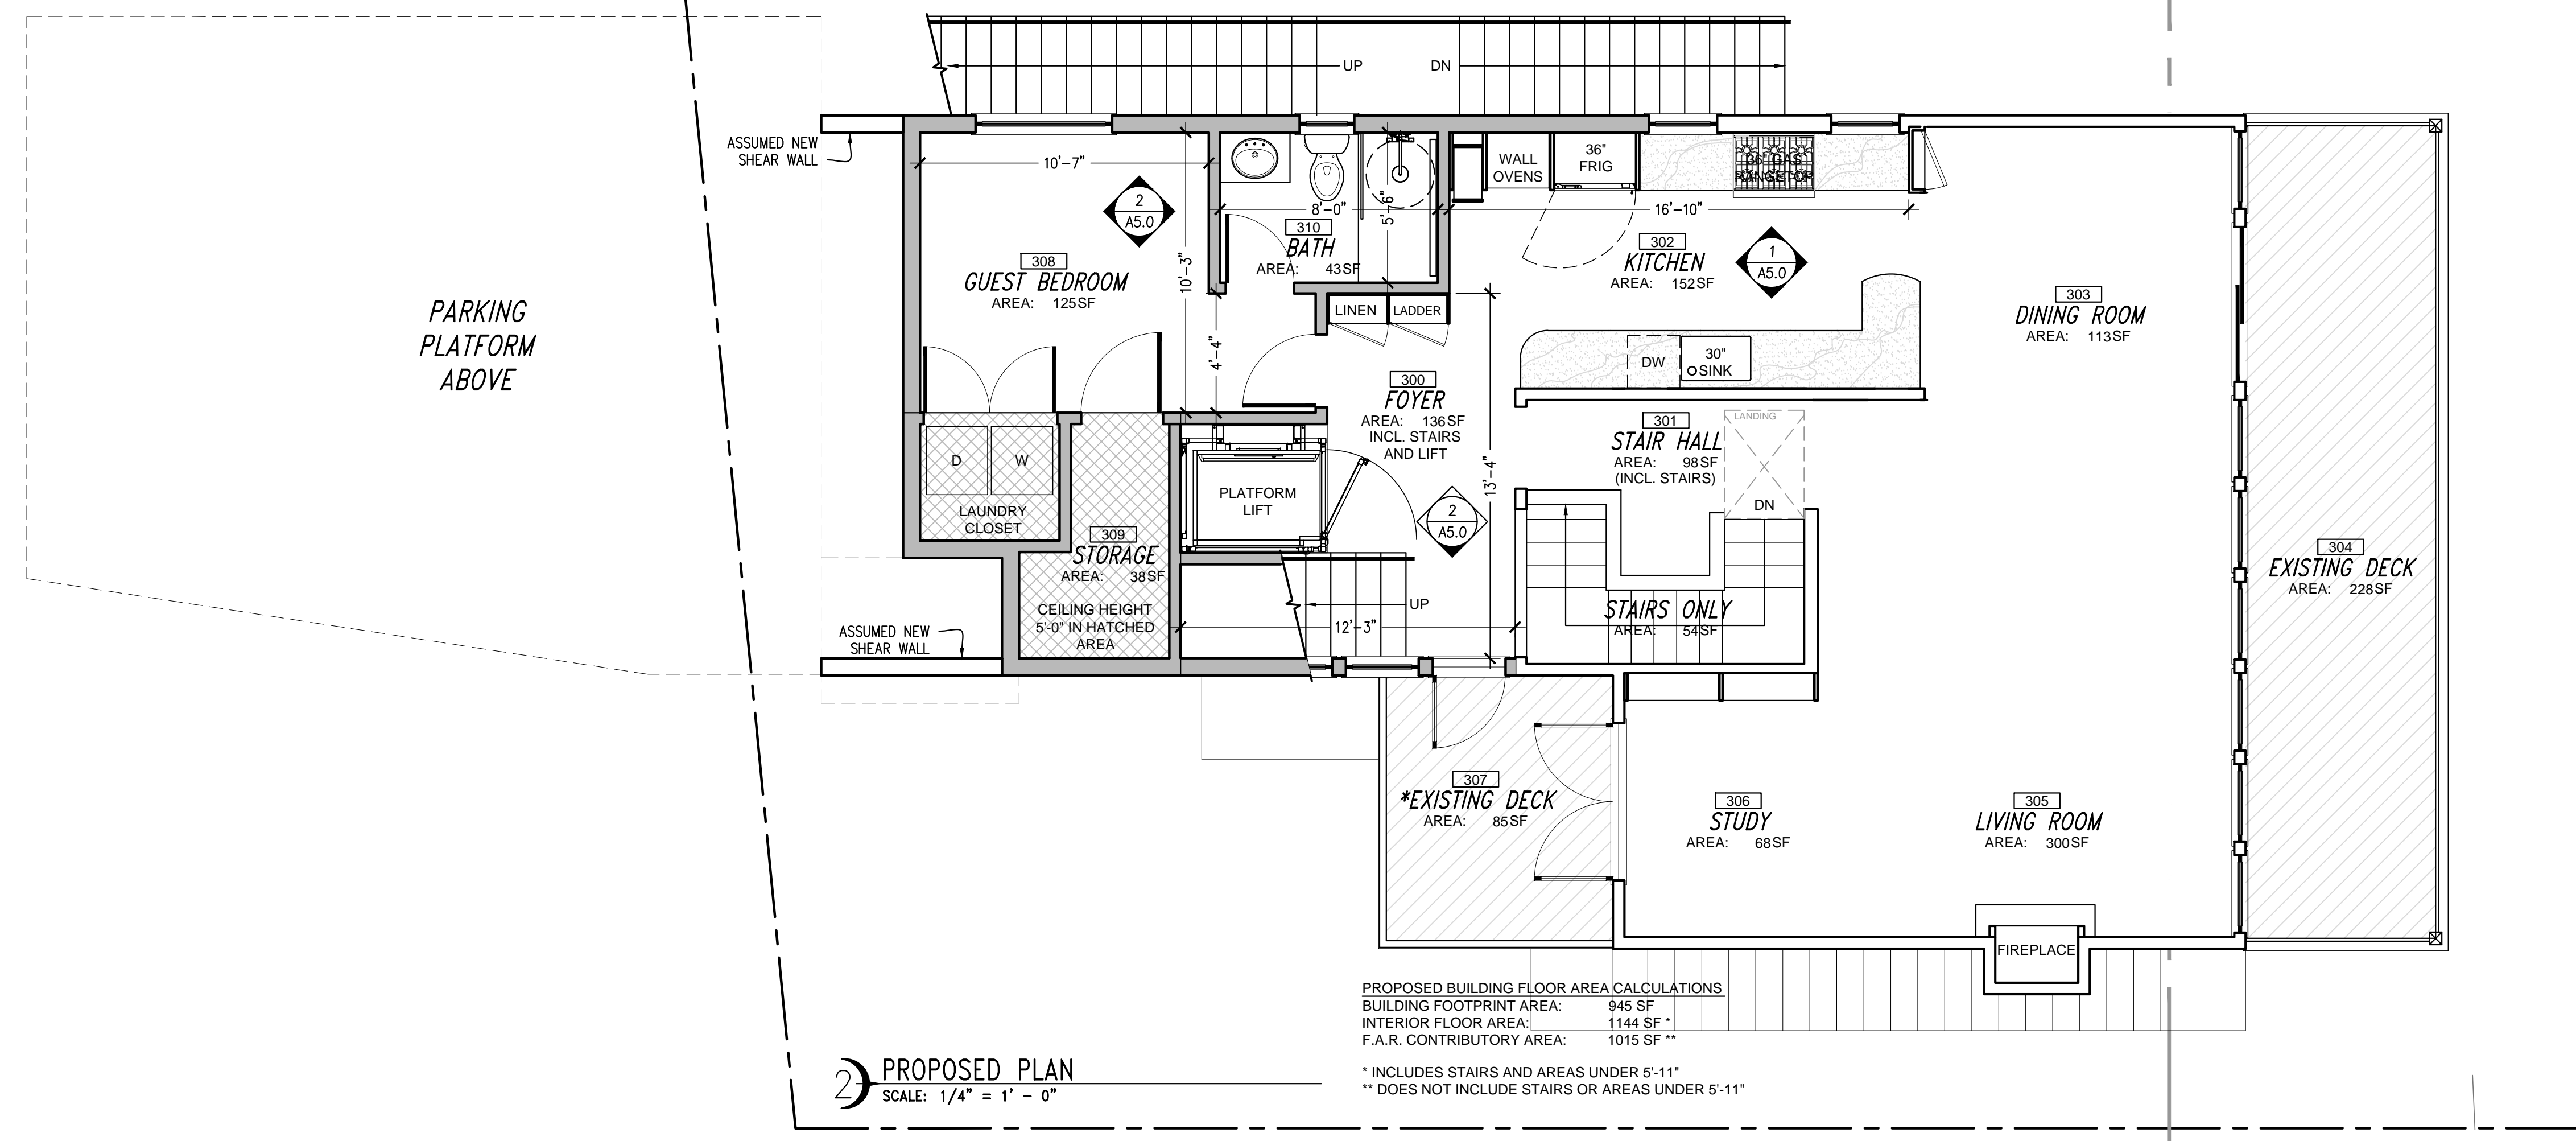 UP
DN
ASSUMED NEW
SHEAR WALL
10'-7"
2
A5.0
308
GUEST BEDROOM
AREA: 125SF
10'-3"
8'-0"
5'-6"
310
BATH
AREA: 43SF
WALL
OVENS
36"
FRIG
36" GAS
RANGETOP
16'-10"
302
KITCHEN
AREA: 152SF
1
A5.0
303
DINING ROOM
AREA: 113SF
PARKING
PLATFORM
ABOVE
LINEN
LADDER
4'-4"
DW
30"
SINK
300
FOYER
AREA: 136SF
INCL. STAIRS
AND LIFT
13'-4"
LANDING
301
STAIR HALL
AREA: 98SF
(INCL. STAIRS)
DN
D
W
LAUNDRY
CLOSET
PLATFORM
LIFT
2
A5.0
309
STORAGE
AREA: 38SF
CEILING HEIGHT
5'-0" IN HATCHED
AREA
304
EXISTING DECK
AREA: 228SF
UP
12'-3"
STAIRS ONLY
AREA: 54SF
ASSUMED NEW
SHEAR WALL
307
*EXISTING DECK
AREA: 85SF
306
STUDY
AREA: 68SF
305
LIVING ROOM
AREA: 300SF
FIREPLACE
PROPOSED BUILDING FLOOR AREA CALCULATIONS
BUILDING FOOTPRINT AREA: 945 SF
INTERIOR FLOOR AREA: 1144 SF *
F.A.R. CONTRIBUTORY AREA: 1015 SF **
* INCLUDES STAIRS AND AREAS UNDER 5'-11"
** DOES NOT INCLUDE STAIRS OR AREAS UNDER 5'-11"
2
PROPOSED PLAN
SCALE: 1/4" = 1' - 0"